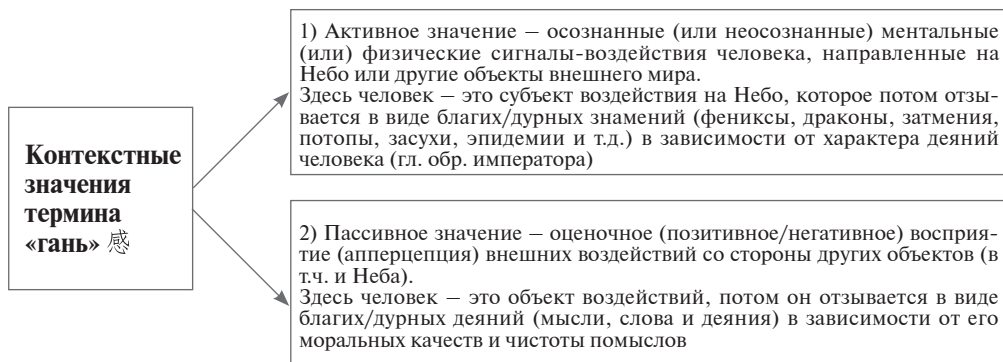 Контекстные
значения
термина
«гань» 感
1) Активное значение – осознанные (или неосознанные) ментальные
(или) физические сигналы-воздействия человека, направленные на
Небо или другие объекты внешнего мира.
Здесь человек – это субъект воздействия на Небо, которое потом отзы-
вается в виде благих/дурных знамений (фениксы, драконы, затмения,
потопы, засухи, эпидемии и т.д.) в зависимости от характера деяний
человека (гл. обр. императора)
2) Пассивное значение – оценочное (позитивное/негативное) восприя-
тие (апперцепция) внешних воздействий со стороны других объектов (в
т.ч. и Неба).
Здесь человек – это объект воздействий, потом он отзывается в виде
благих/дурных деяний (мысли, слова и деяния) в зависимости от его
моральных качеств и чистоты помыслов